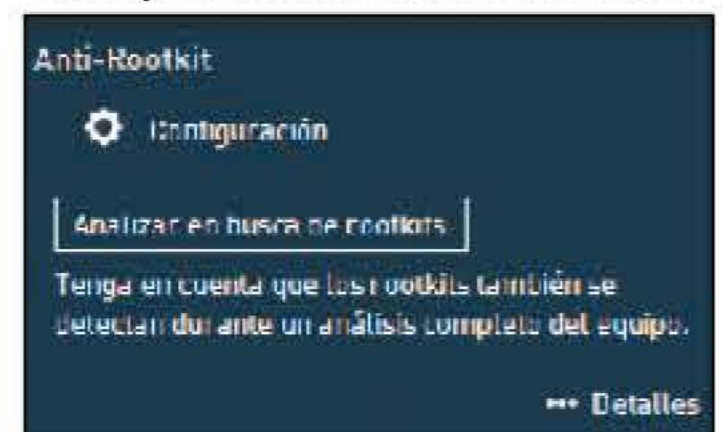 Anti-Rootkit
Configuración
Analizar en busca de rootkits
Tenga en cuenta que los rootkits también se
detectan durante un análisis completo del equipo.
••• Detalles